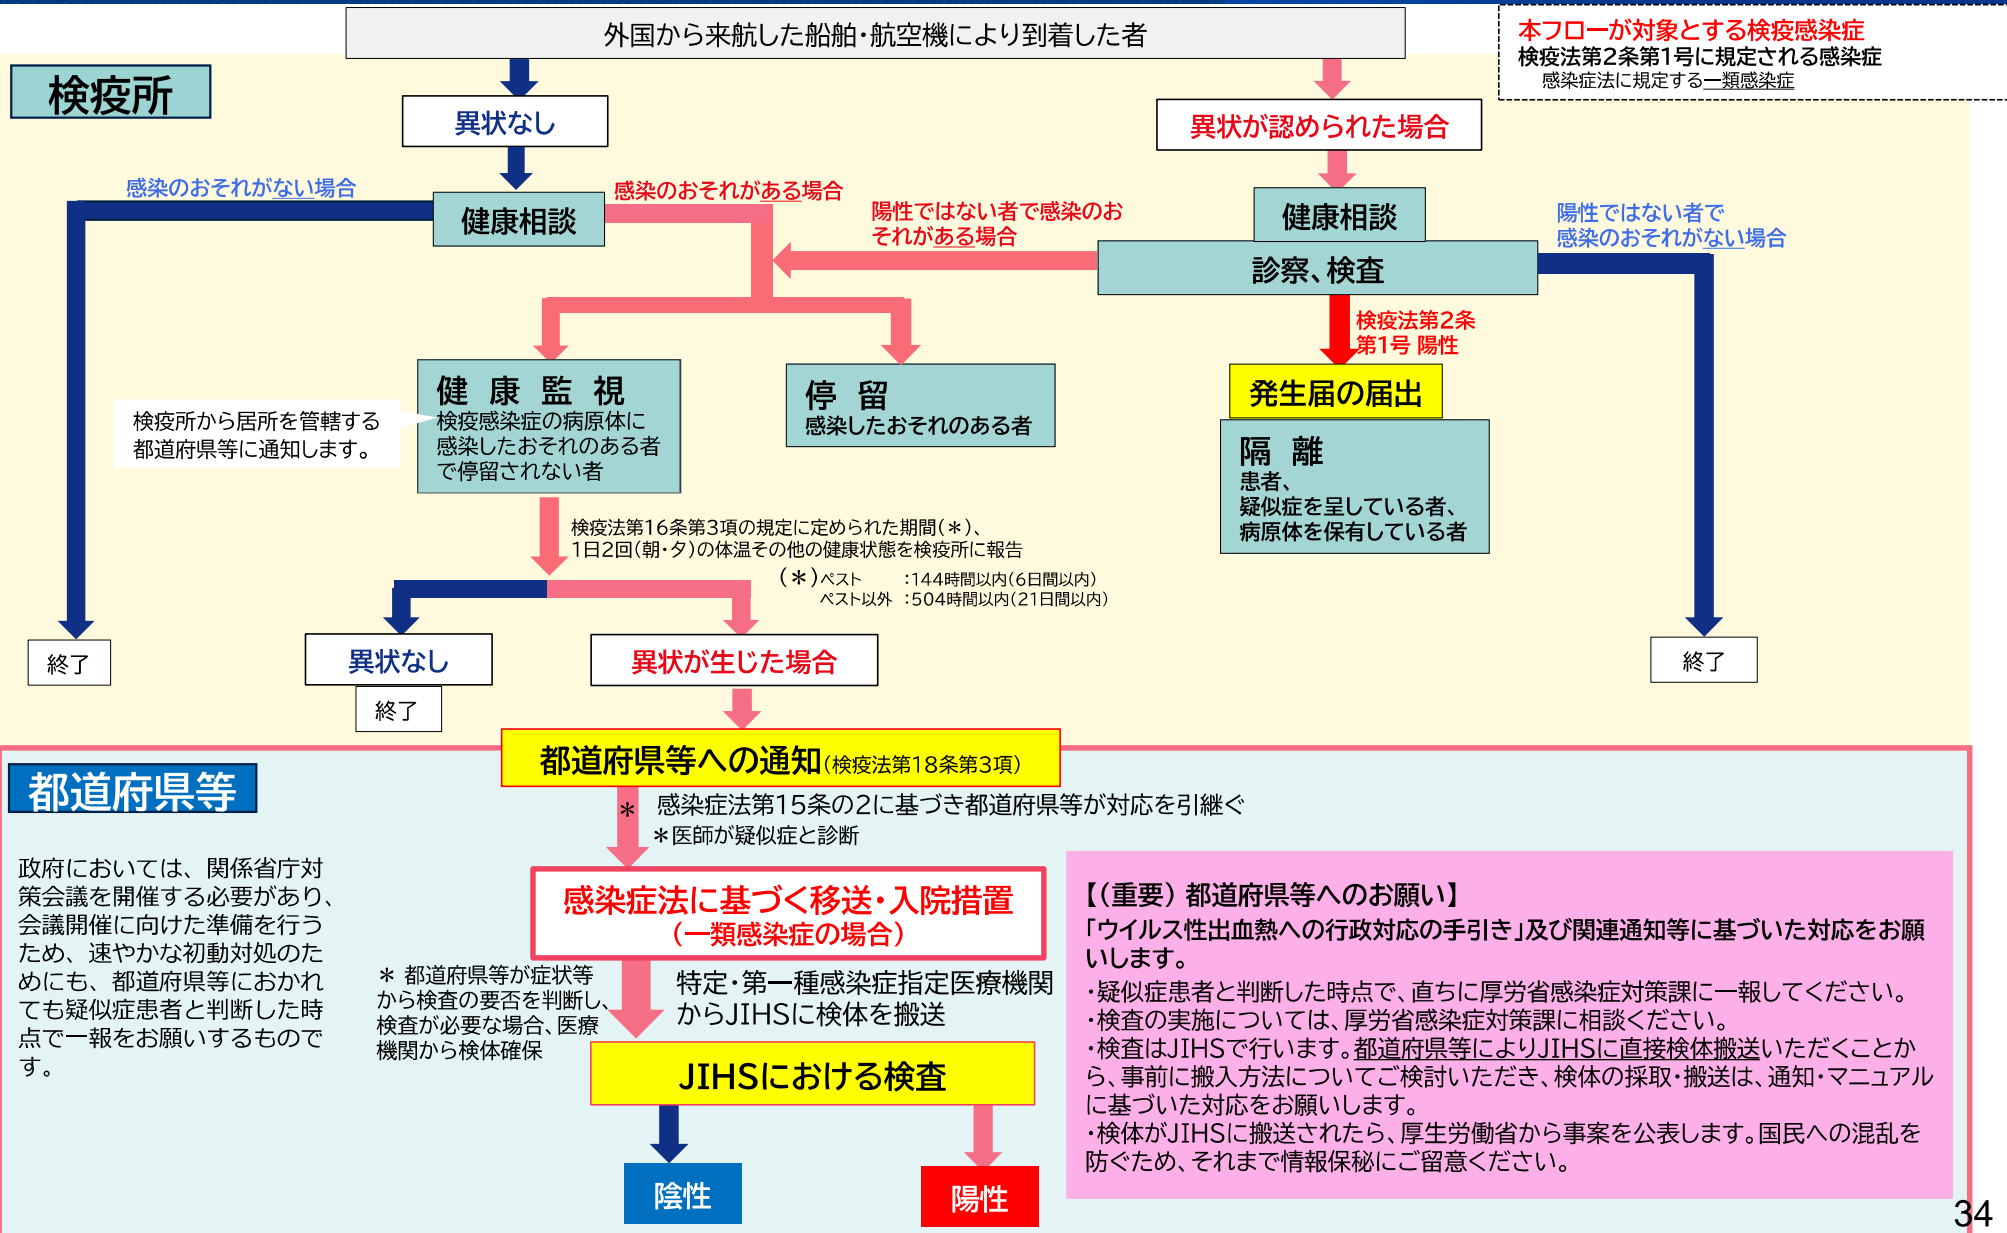 外国から来航した船舶・航空機により到着した者
本フローが対象とする検疫感染症
検疫法第2条第1号に規定される感染症
感染症法に規定する一類感染症
検疫所
異状なし
異状が認められた場合
感染のおそれがない場合
健康相談
感染のおそれがある場合
陽性ではない者で感染のお
それがある場合
健康相談
診察、検査
陽性ではない者で
感染のおそれがない場合
検疫法第2条
第1号 陽性
健 康 監 視
検疫感染症の病原体に
感染したおそれのある者
で停留されない者
検疫所から居所を管轄する
都道府県等に通知します。
停 留
感染したおそれのある者
発生届の届出
隔 離
患者、
疑似症を呈している者、
病原体を保有している者
検疫法第16条第3項の規定に定められた期間(＊)、
1日2回(朝・夕)の体温その他の健康状態を検疫所に報告
(＊)ペスト :144時間以内(6日間以内)
ペスト以外 :504時間以内(21日間以内)
終了
異状なし
終了
異状が生じた場合
終了
都道府県等への通知(検疫法第18条第3項)
都道府県等
＊ 感染症法第15条の2に基づき都道府県等が対応を引継ぐ
＊医師が疑似症と診断
政府においては、関係省庁対
策会議を開催する必要があり、
会議開催に向けた準備を行う
ため、速やかな初動対処のた
めにも、都道府県等におかれ
ても疑似症患者と判断した時
点で一報をお願いするもので
す。
感染症法に基づく移送・入院措置
(一類感染症の場合)
＊ 都道府県等が症状等
から検査の要否を判断し、
検査が必要な場合、医療
機関から検体確保
特定・第一種感染症指定医療機関
からJIHSに検体を搬送
JIHSにおける検査
陰性
陽性
【(重要) 都道府県等へのお願い】
「ウイルス性出血熱への行政対応の手引き」及び関連通知等に基づいた対応をお願
いします。
・疑似症患者と判断した時点で、直ちに厚労省感染症対策課に一報してください。
・検査の実施については、厚労省感染症対策課に相談ください。
・検査はJIHSで行います。都道府県等によりJIHSに直接検体搬送いただくことか
ら、事前に搬入方法についてご検討いただき、検体の採取・搬送は、通知・マニュアル
に基づいた対応をお願いします。
・検体がJIHSに搬送されたら、厚生労働省から事案を公表します。国民への混乱を
防ぐため、それまで情報保秘にご留意ください。
34